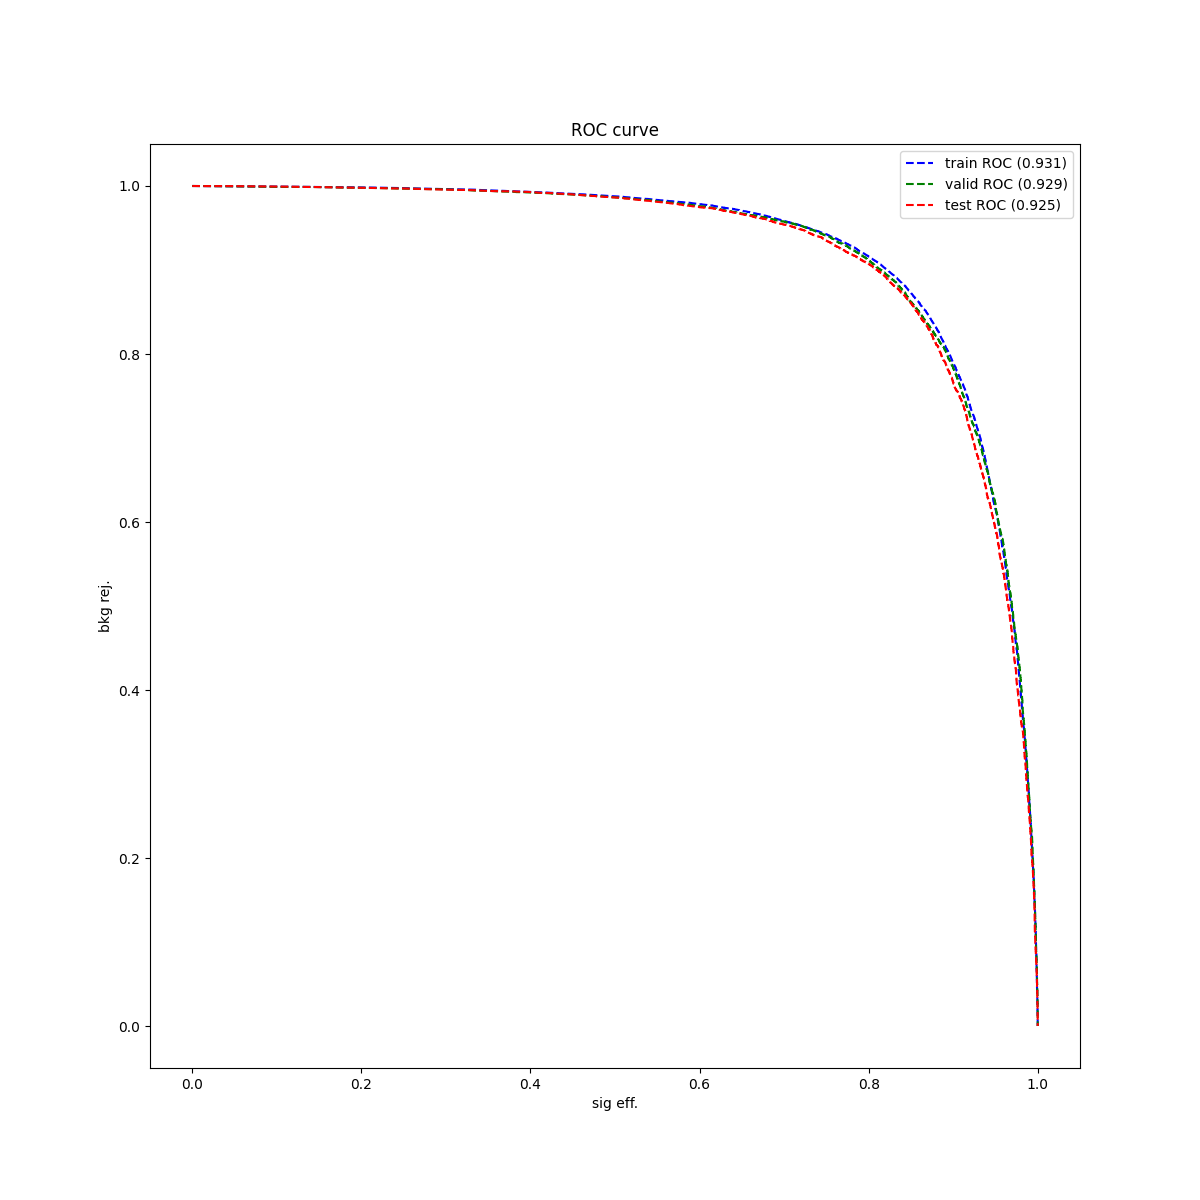 ROC curve
train ROC (0.931)
valid ROC (0.929)
test ROC (0.925)
1.0
0.8
0.6
0.4
0.2
0.0
bkg rej.
0.0 0.2 0.4 0.6 0.8 1.0
sig eff.